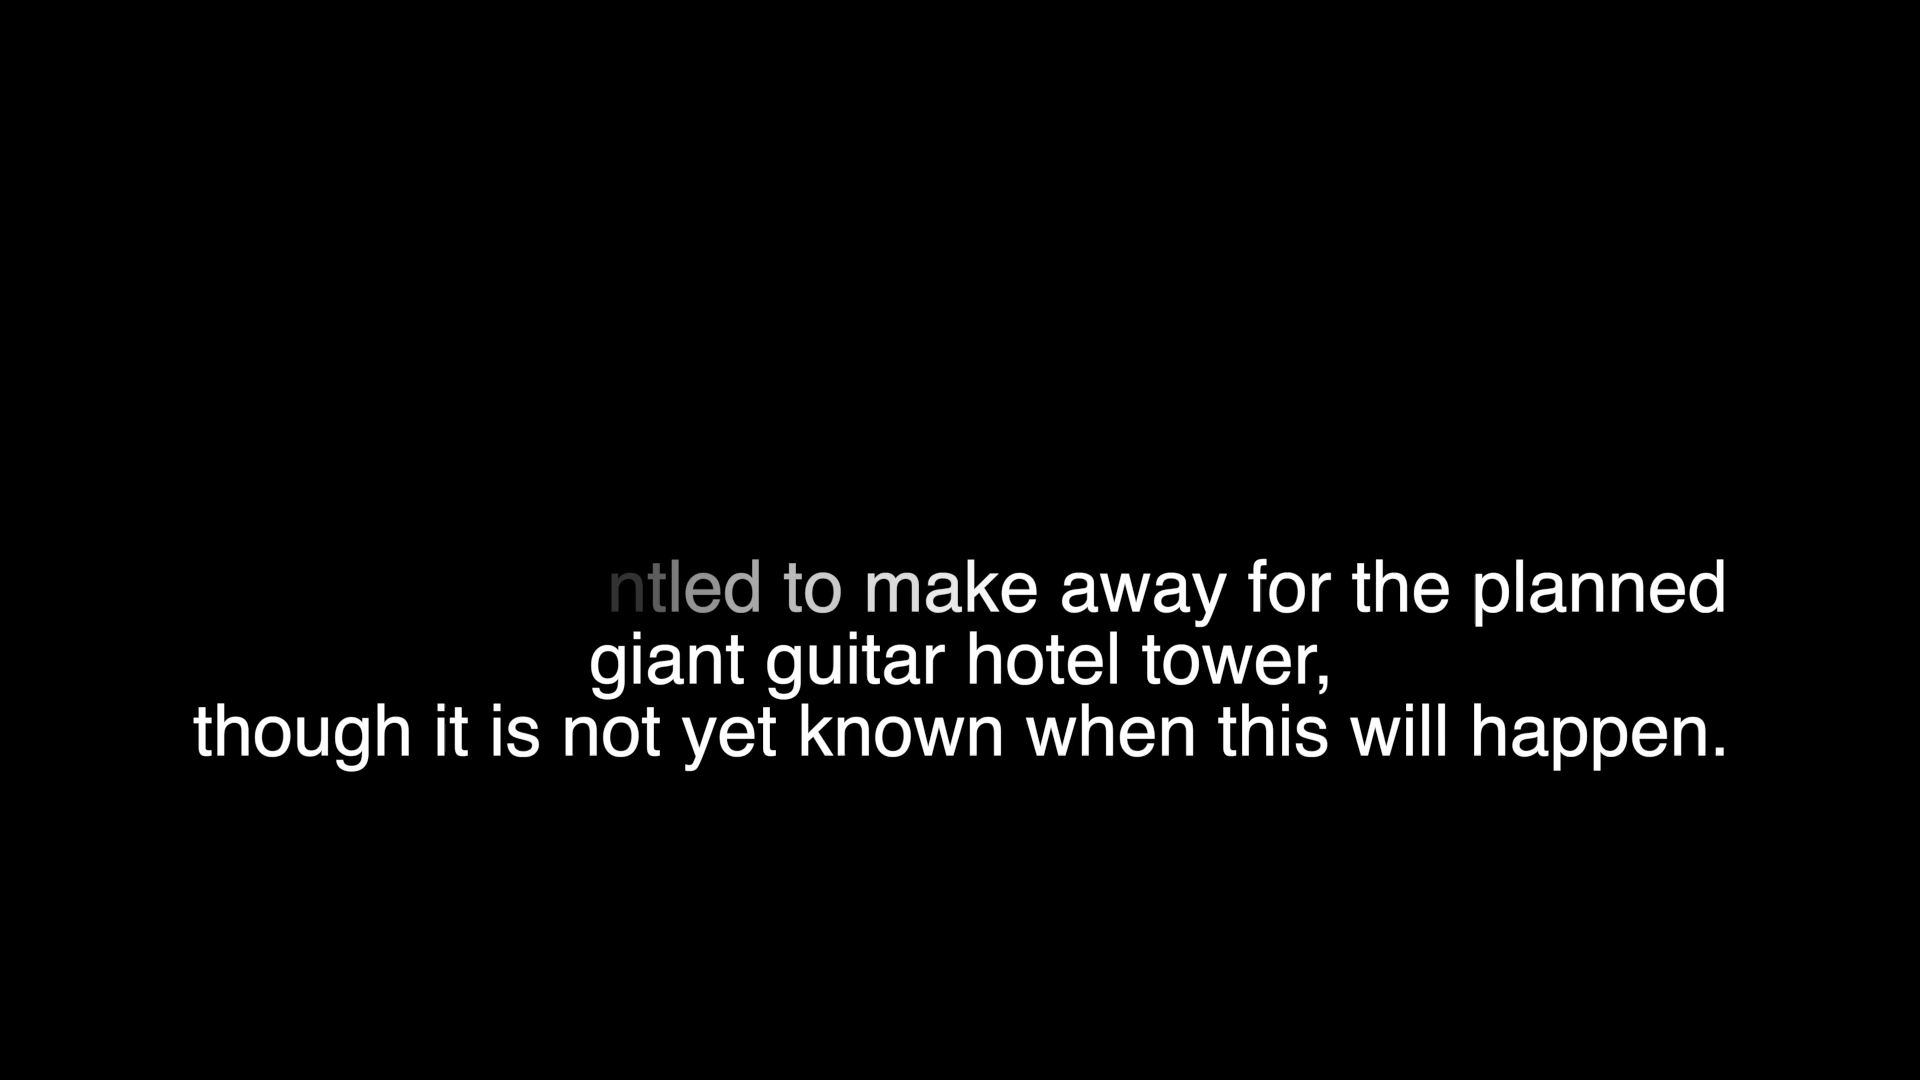 ntled to make away for the planned
giant guitar hotel tower,
though it is not yet known when this will happen.